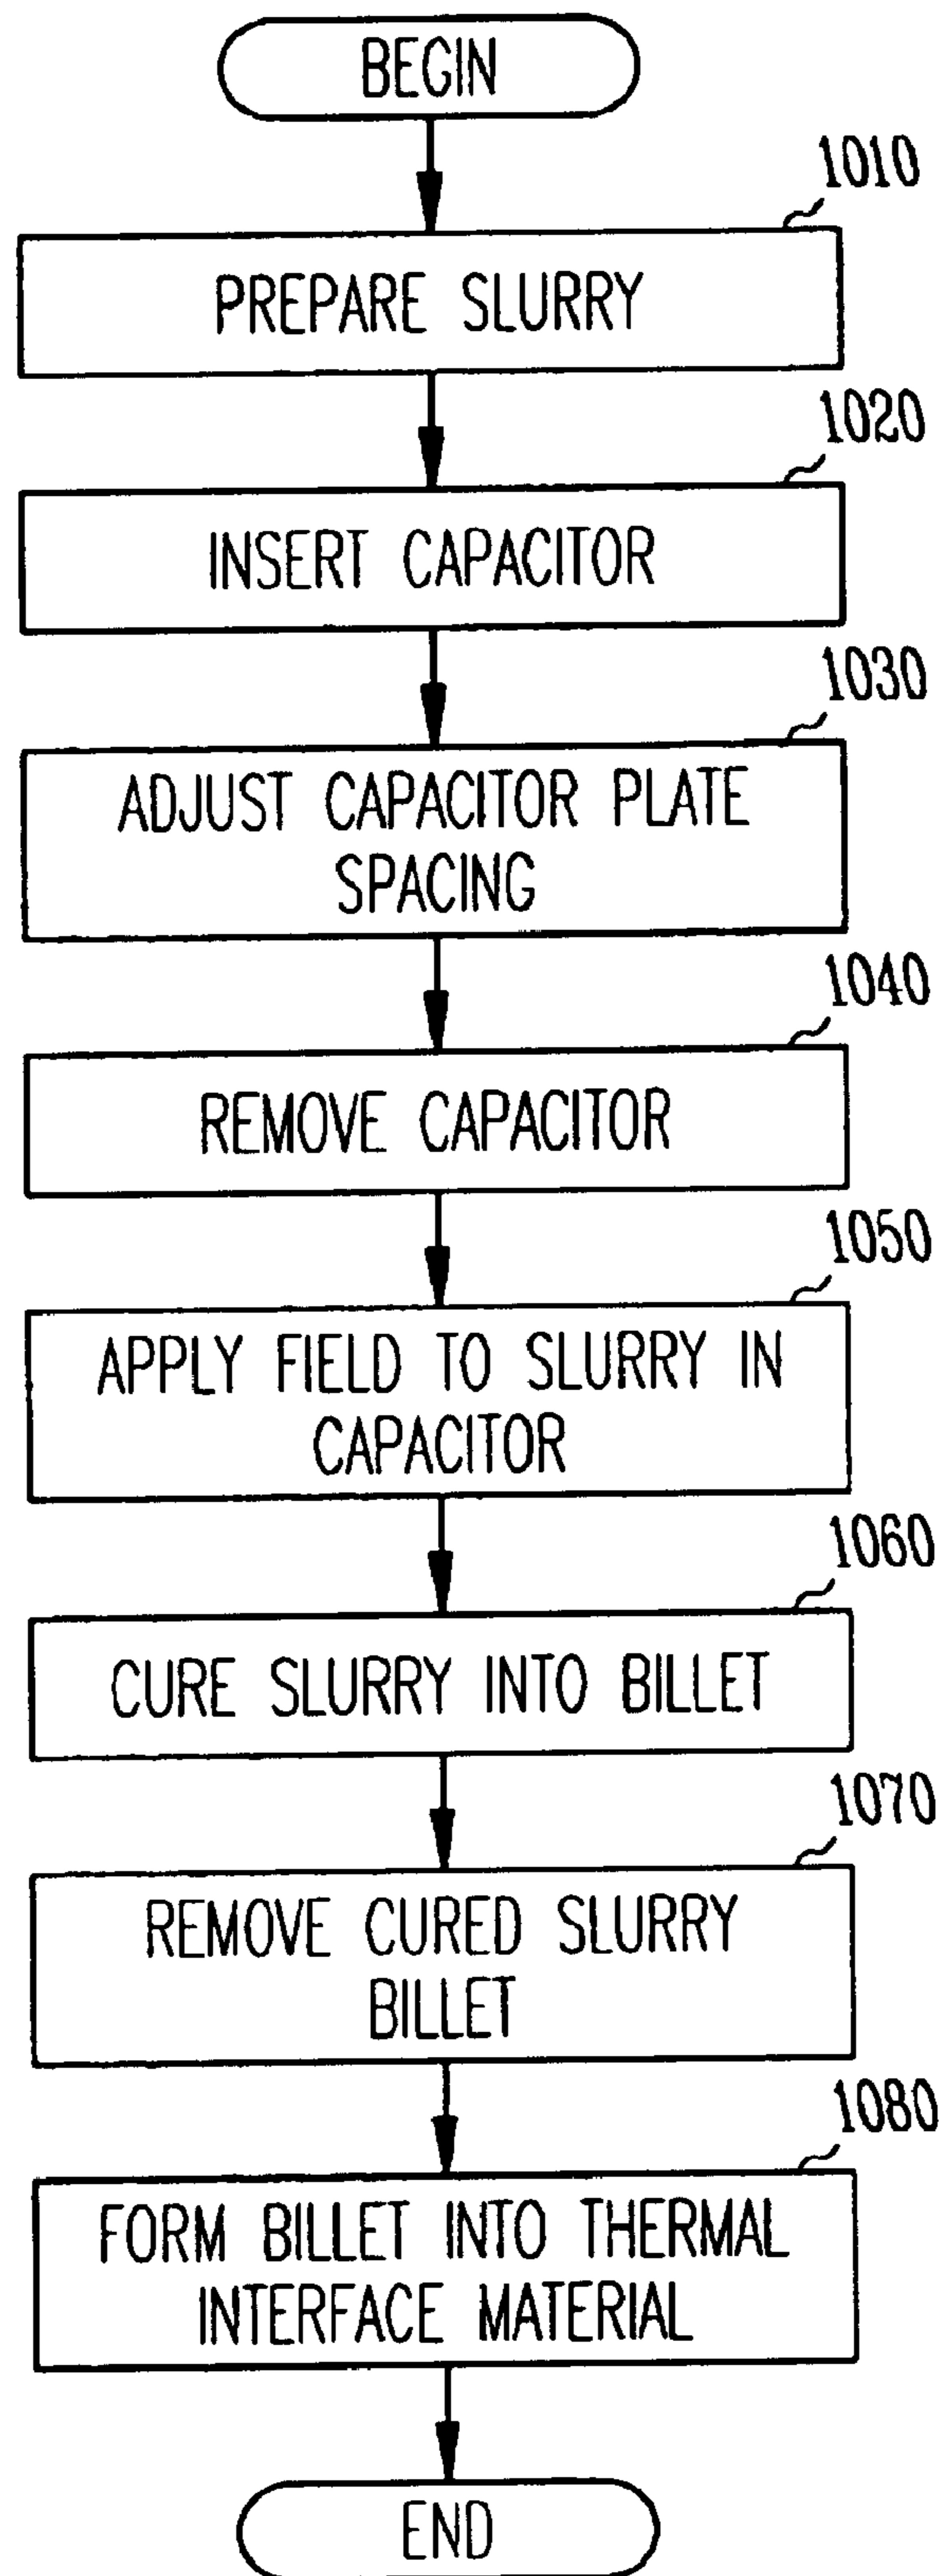 BEGIN
1010
PREPARE SLURRY
1020
INSERT CAPACITOR
1030
ADJUST CAPACITOR PLATE
SPACING
1040
REMOVE CAPACITOR
1050
APPLY FIELD TO SLURRY IN
CAPACITOR
1060
CURE SLURRY INTO BILLET
1070
REMOVE CURED SLURRY
BILLET
1080
FORM BILLET INTO THERMAL
INTERFACE MATERIAL
END